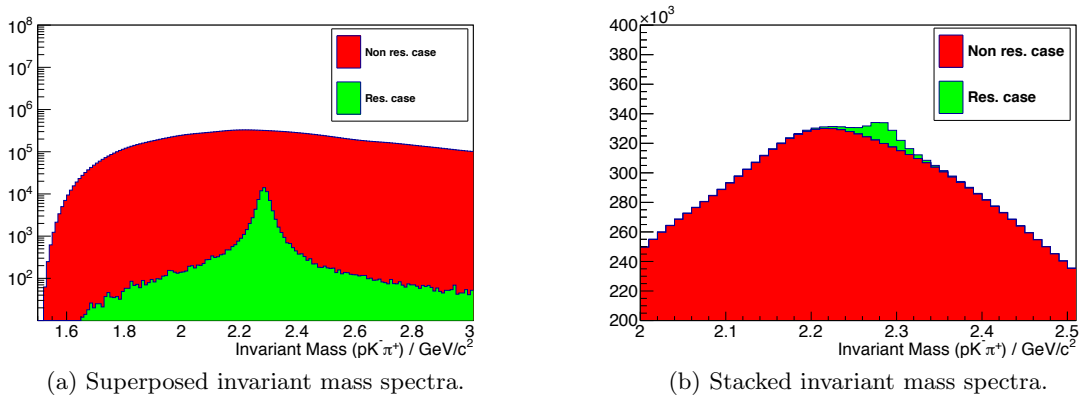 10^8
10^7
10^6
10^5
10^4
10^3
10^2
Non res. case
Res. case
1.6 1.8 2 2.2 2.4 2.6 2.8 3
Invariant Mass (pK^-π^+) / GeV/c^2
(a) Superposed invariant mass spectra.
400 ×10^3
380
360
340
320
300
280
260
240
220
200
Non res. case
Res. case
2 2.1 2.2 2.3 2.4 2.5
Invariant Mass (pK^-π^+) / GeV/c^2
(b) Stacked invariant mass spectra.